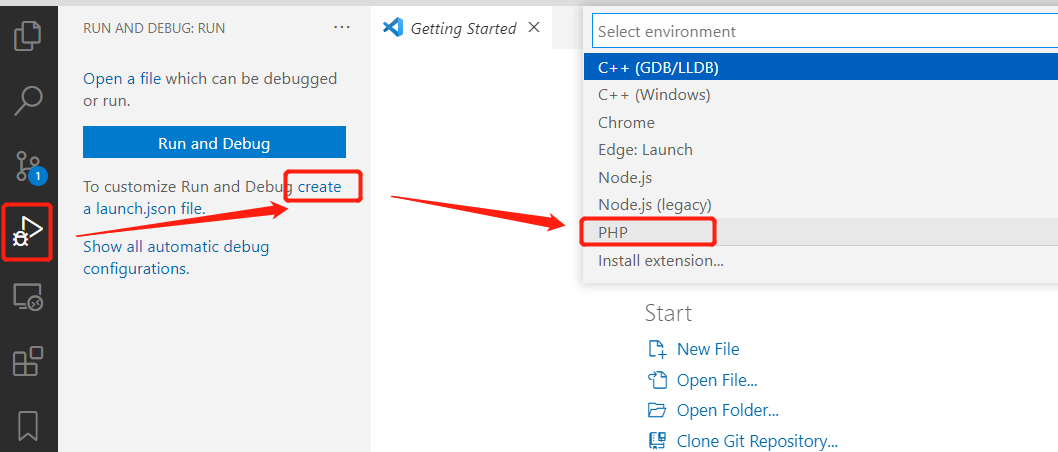 RUN AND DEBUG: RUN
Open a file which can be debugged
or run.
Run and Debug
To customize Run and Debug create
a launch.json file.
Show all automatic debug
configurations.
1
Getting Started
Select environment
C++ (GDB/LLDB)
C++ (Windows)
Chrome
Edge: Launch
Node.js
Node.js (legacy)
PHP
Install extension...
Start
New File
Open File...
Open Folder...
Clone Git Repository...